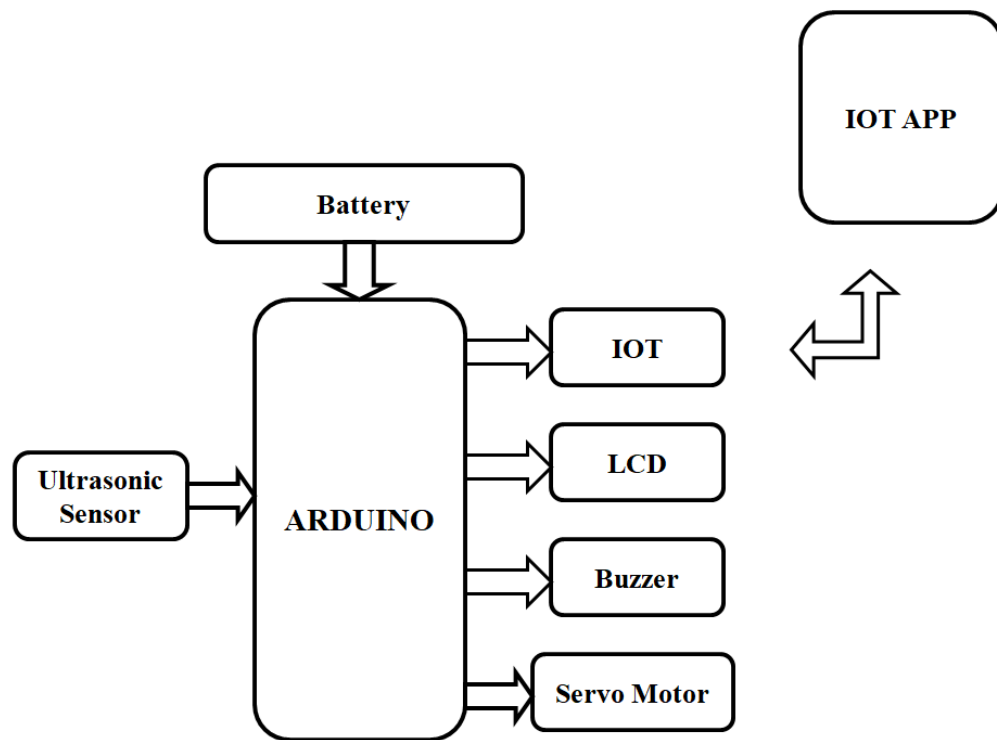 IOT APP
Battery
IOT
LCD
Ultrasonic
Sensor
ARDUINO
Buzzer
Servo Motor